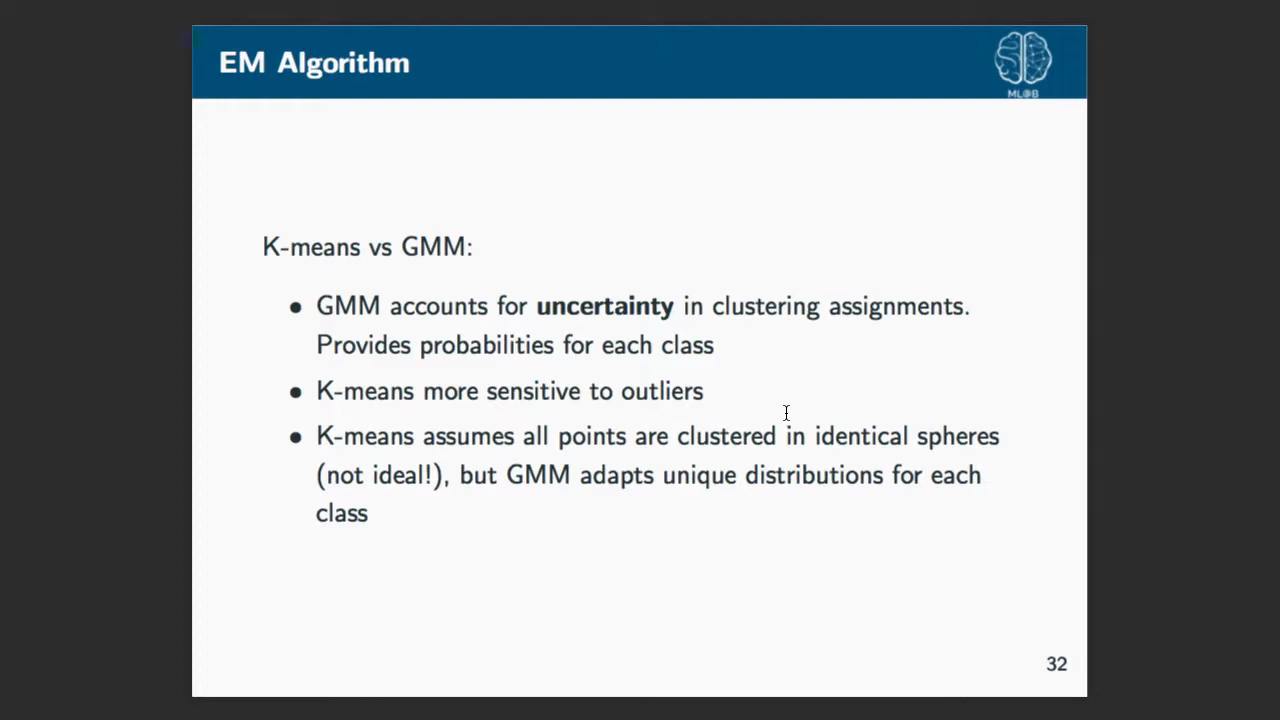 EM Algorithm
ML@B
K-means vs GMM:
• GMM accounts for uncertainty in clustering assignments.
Provides probabilities for each class
• K-means more sensitive to outliers
• K-means assumes all points are clustered in identical spheres
(not ideal!), but GMM adapts unique distributions for each
class
32